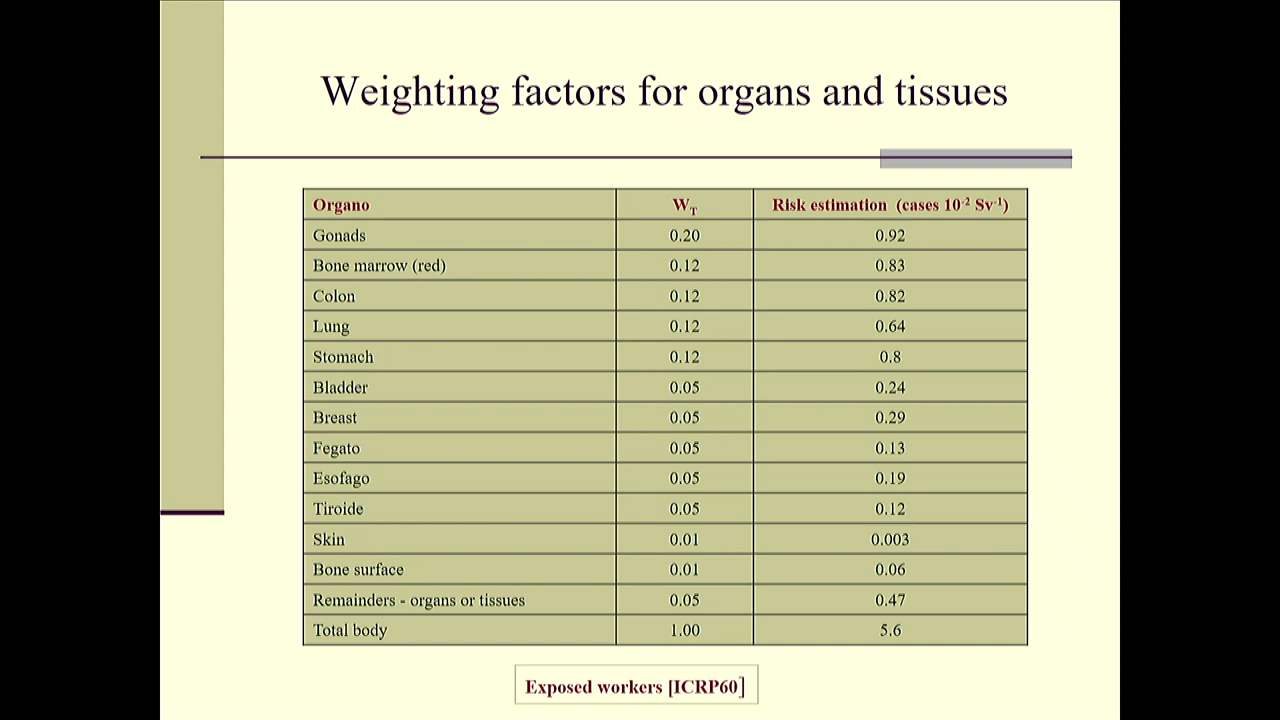 Weighting factors for organs and tissues
Organo W_T Risk estimation (cases 10⁻² Sv⁻¹)
Gonads 0.20 0.92
Bone marrow (red) 0.12 0.83
Colon 0.12 0.82
Lung 0.12 0.64
Stomach 0.12 0.8
Bladder 0.05 0.24
Breast 0.05 0.29
Fegato 0.05 0.13
Esofago 0.05 0.19
Tiroide 0.05 0.12
Skin 0.01 0.003
Bone surface 0.01 0.06
Remainders - organs or tissues 0.05 0.47
Total body 1.00 5.6
Exposed workers [ICRP60]